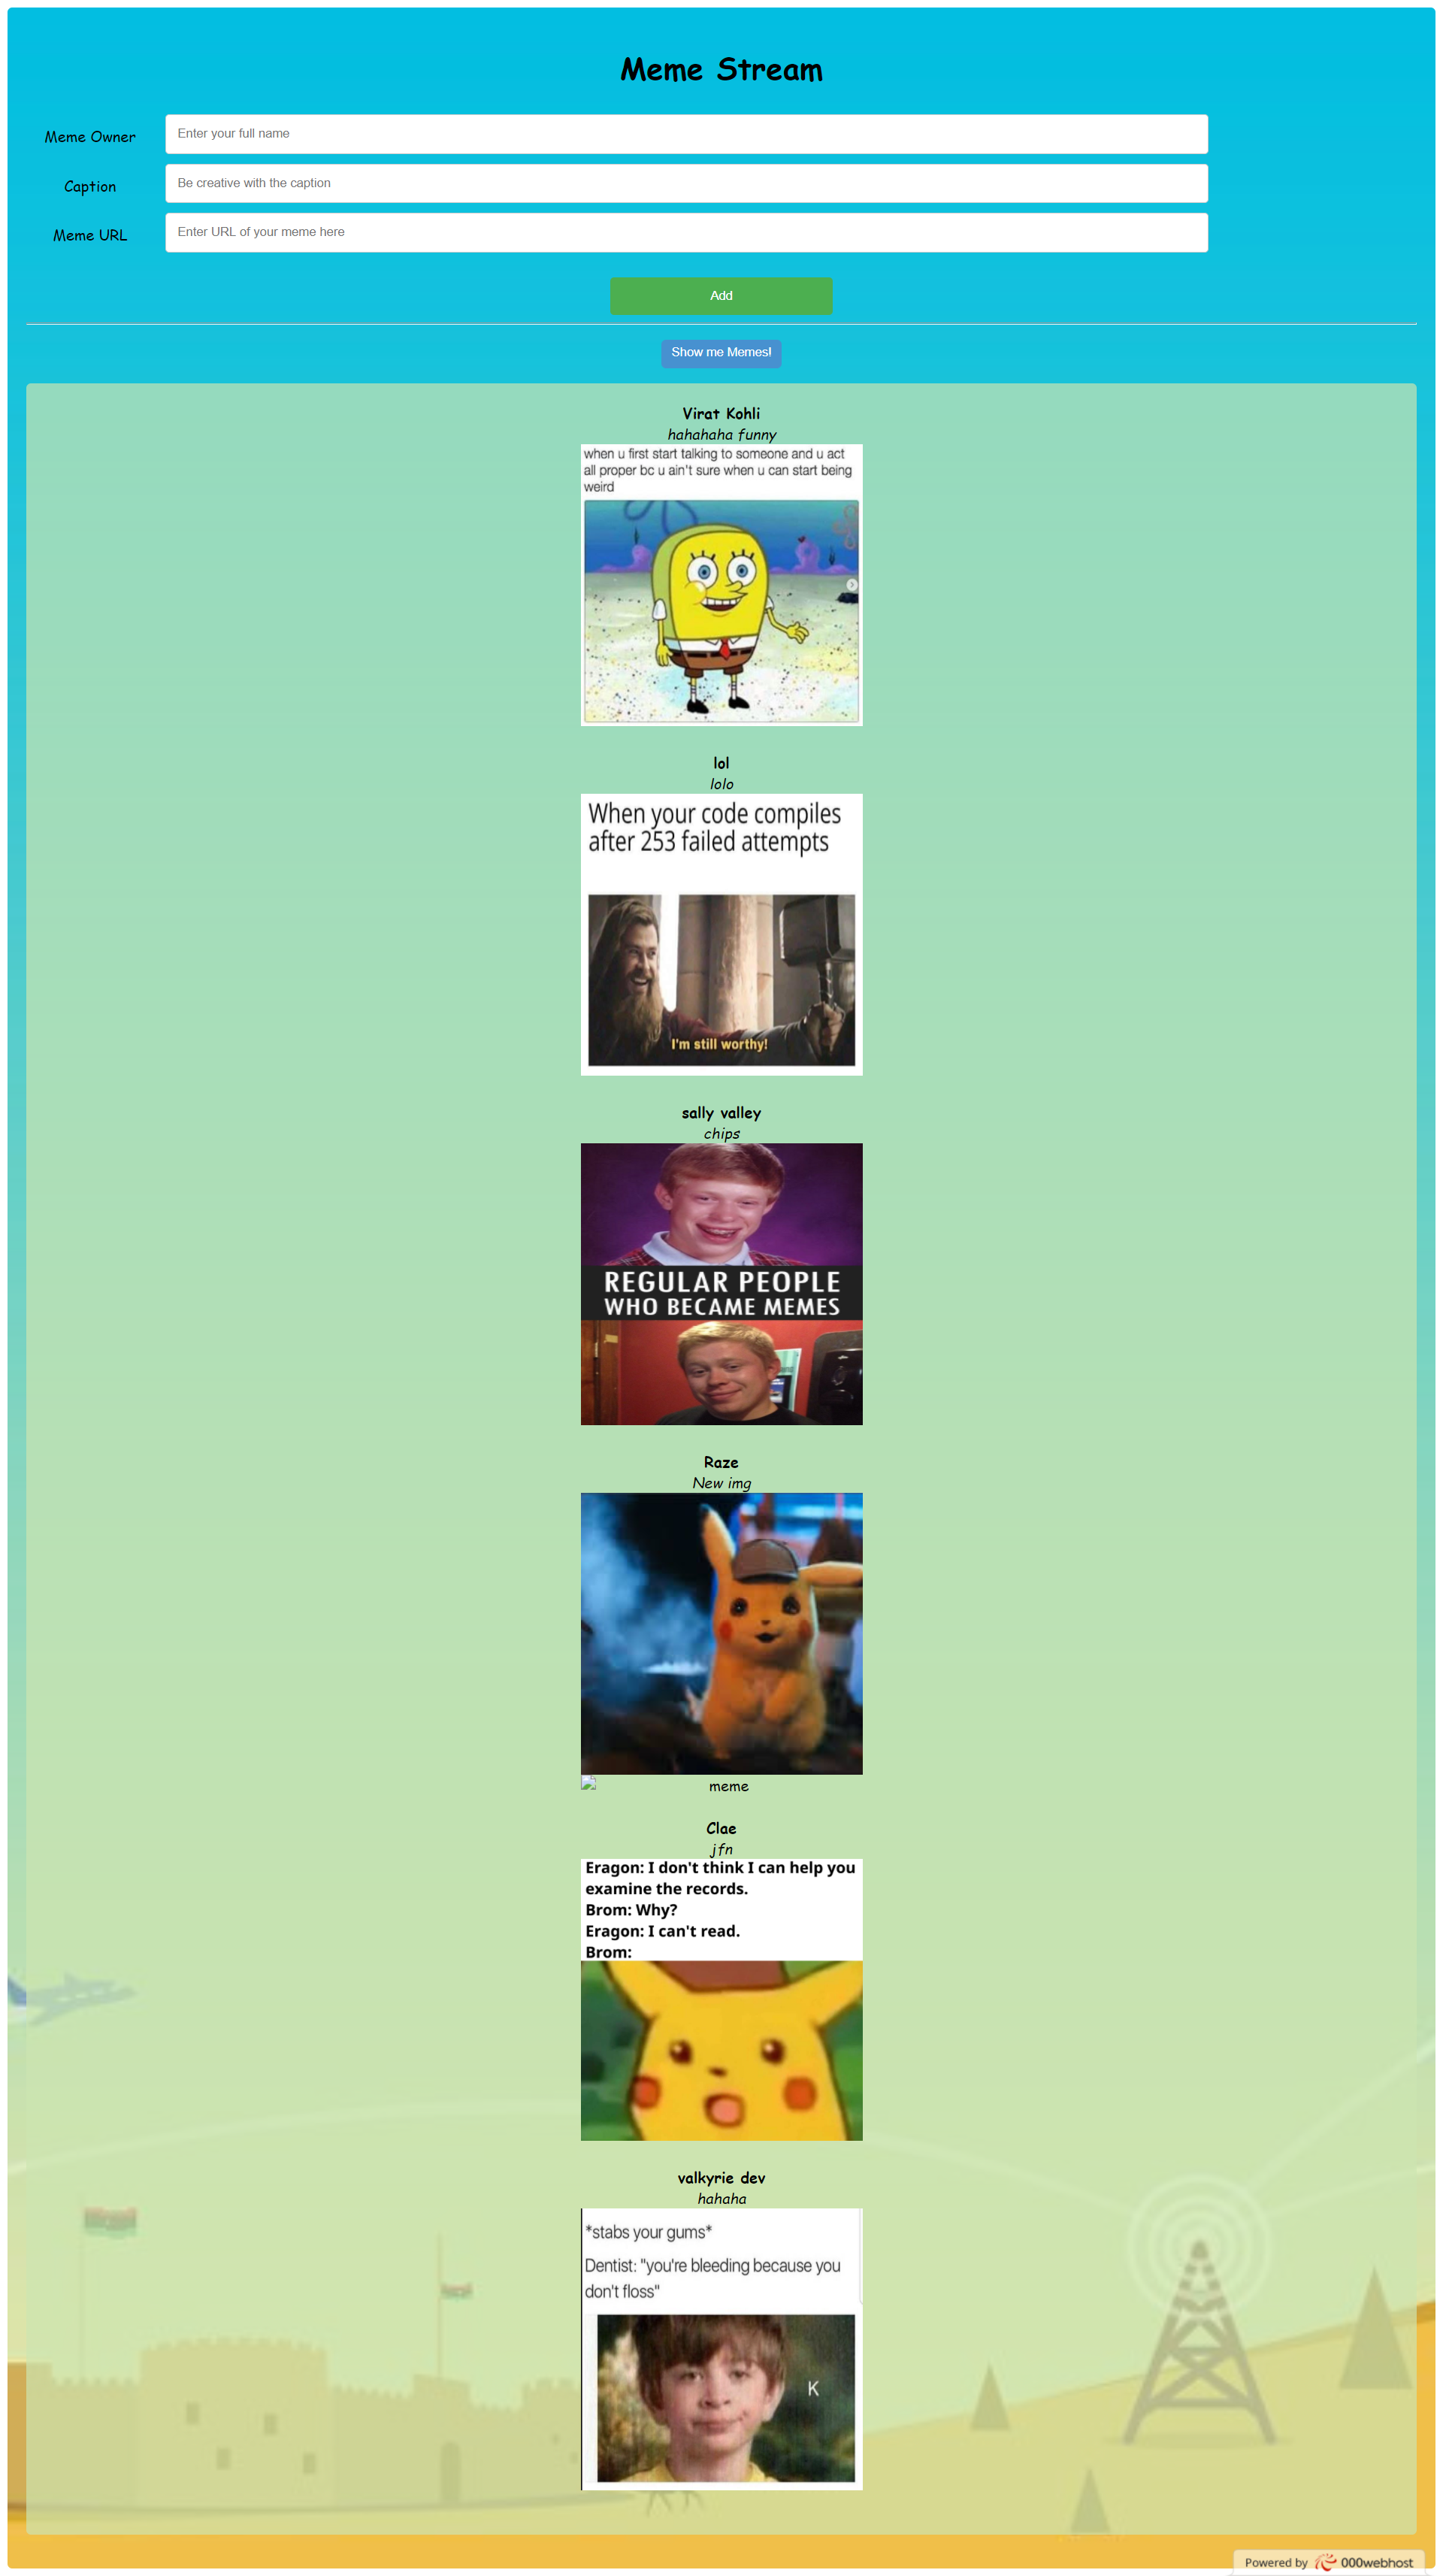 Meme Stream
Meme Owner
Enter your full name
Caption
Be creative with the caption
Meme URL
Enter URL of your meme here
Add
Show me Memes!
Virat Kohli
hahahaha funny
when u first start talking to someone and u act
all proper bc u ain't sure when u can start being
weird
lol
lolo
When your code compiles
after 253 failed attempts
I'm still worthy!
sally valley
chips
REGULAR PEOPLE
WHO BECAME MEMES
Raze
New img
meme
Clae
jfn
Eragon: I don't think I can help you
examine the records.
Brom: Why?
Eragon: I can't read.
Brom:
valkyrie dev
hahaha
*stabs your gums*
Dentist: "you're bleeding because you
don't floss"
K
Powered by 000webhost